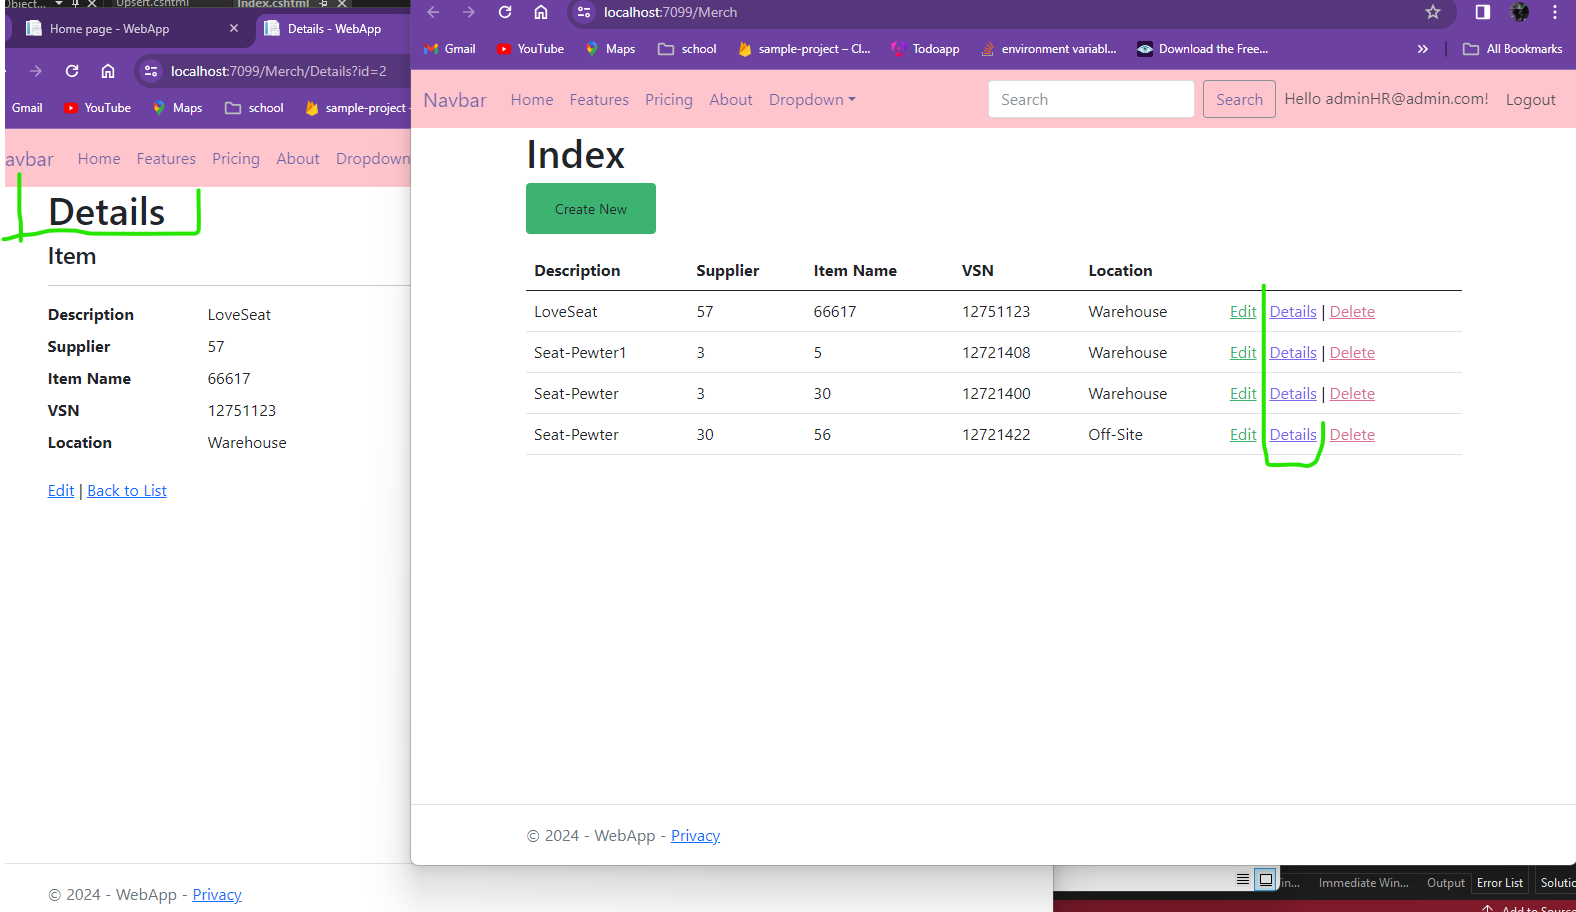 Object...
Upsert.cshtml
Index.cshtml
Home page - WebApp
Details - WebApp
localhost:7099/Merch/Details?id=2
Gmail
YouTube
Maps
school
sample-project
avbar
Home
Features
Pricing
About
Dropdown
Details
Item
Description LoveSeat
Supplier 57
Item Name 66617
VSN 12751123
Location Warehouse
Edit | Back to List
© 2024 - WebApp - Privacy
localhost:7099/Merch
Gmail
YouTube
Maps
school
sample-project – Cl...
Todoapp
environment variabl...
Download the Free...
»
All Bookmarks
Navbar
Home
Features
Pricing
About
Dropdown
Search
Search
Hello adminHR@admin.com!
Logout
Index
Create New
Description Supplier Item Name VSN Location
LoveSeat 57 66617 12751123 Warehouse Edit Details | Delete
Seat-Pewter1 3 5 12721408 Warehouse Edit Details | Delete
Seat-Pewter 3 30 12721400 Warehouse Edit Details | Delete
Seat-Pewter 30 56 12721422 Off-Site Edit Details Delete
© 2024 - WebApp - Privacy
in...
Immediate Win...
Output
Error List
Solutio
Add to Source